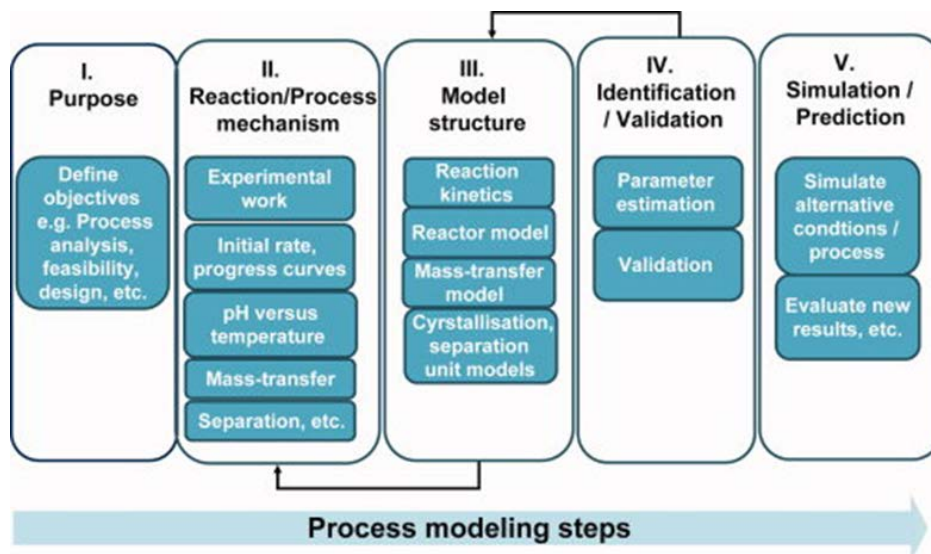 I.
Purpose
Define
objectives
e.g. Process
analysis,
feasibility,
design, etc.
II.
Reaction/Process
mechanism
Experimental
work
Initial rate,
progress curves
pH versus
temperature
Mass-transfer
Separation, etc.
III.
Model
structure
Reaction
kinetics
Reactor model
Mass-transfer
model
Cyrstallisation,
separation
unit models
IV.
Identification
/ Validation
Parameter
estimation
Validation
V.
Simulation /
Prediction
Simulate
alternative
condtions /
process
Evaluate new
results, etc.
Process modeling steps